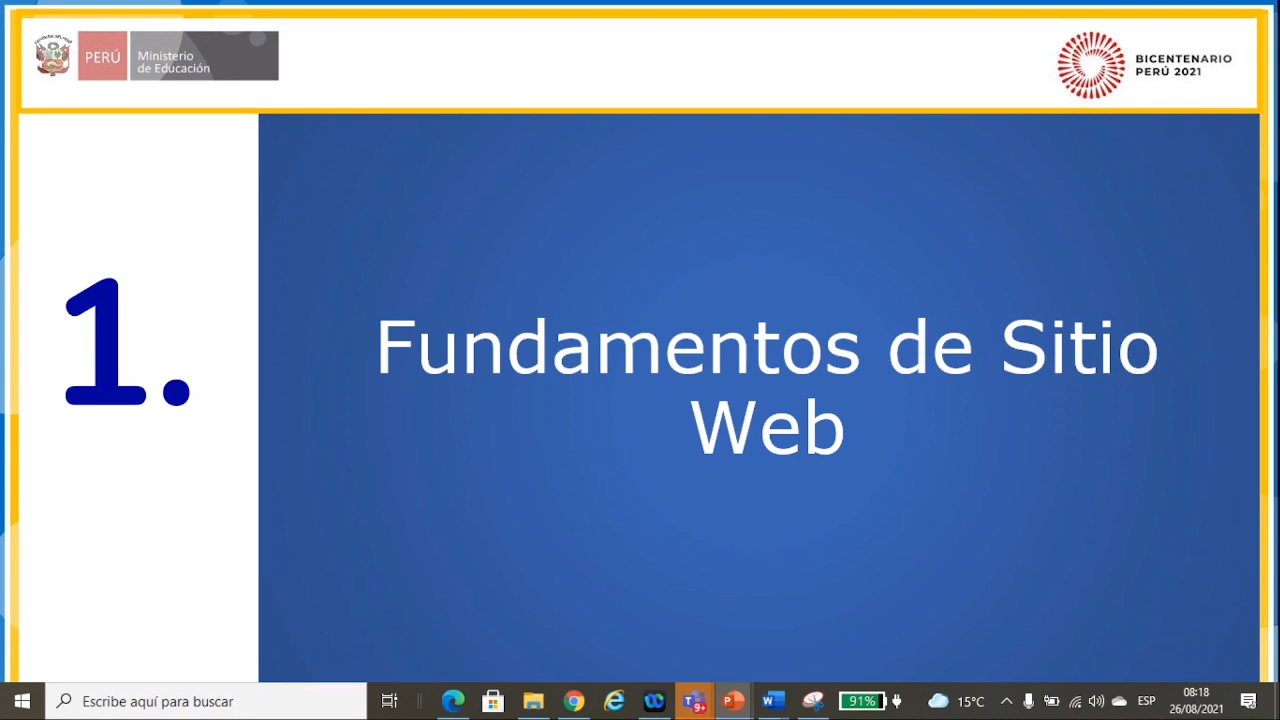 PERÚ
Ministerio
de Educación
BICENTENARIO
PERÚ 2021
1.
Fundamentos de Sitio
Web
Escribe aquí para buscar
9+
91%
15°C
ESP
08:18
26/08/2021